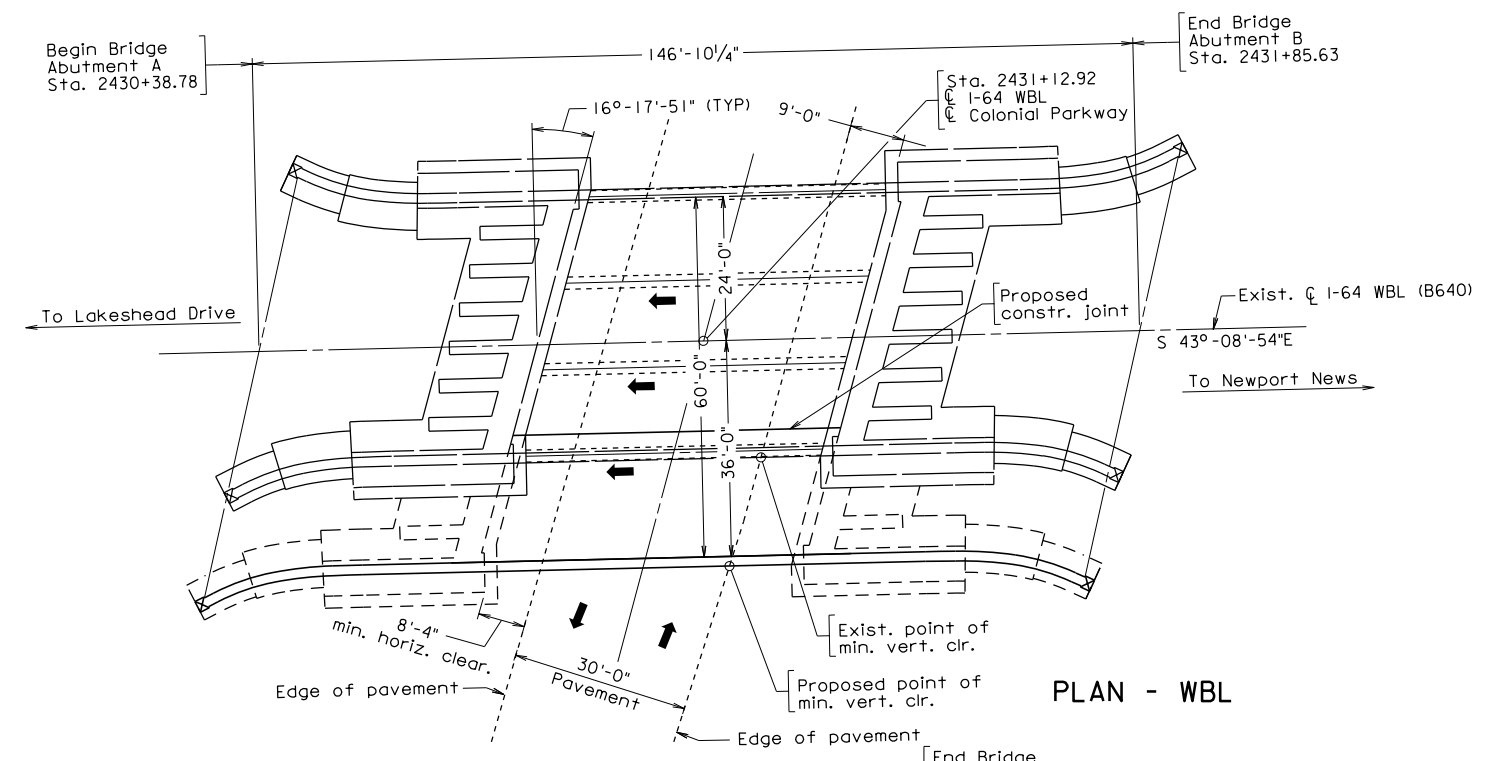 Begin Bridge
Abutment A
Sta. 2430+38.78
146'-10¼"
End Bridge
Abutment B
Sta. 2431+85.63
16°-17'-51" (TYP)
9'-0"
Sta. 2431+12.92
℄ I-64 WBL
℄ Colonial Parkway
24'-0"
60'-0"
36'-0"
Proposed
constr. joint
To Lakeshead Drive
Exist. ℄ I-64 WBL (B640)
S 43°-08'-54"E
To Newport News
8'-4"
min. horiz. clear.
30'-0"
Pavement
Edge of pavement
Exist. point of
min. vert. clr.
Proposed point of
min. vert. clr.
PLAN - WBL
Edge of pavement
End Bridge